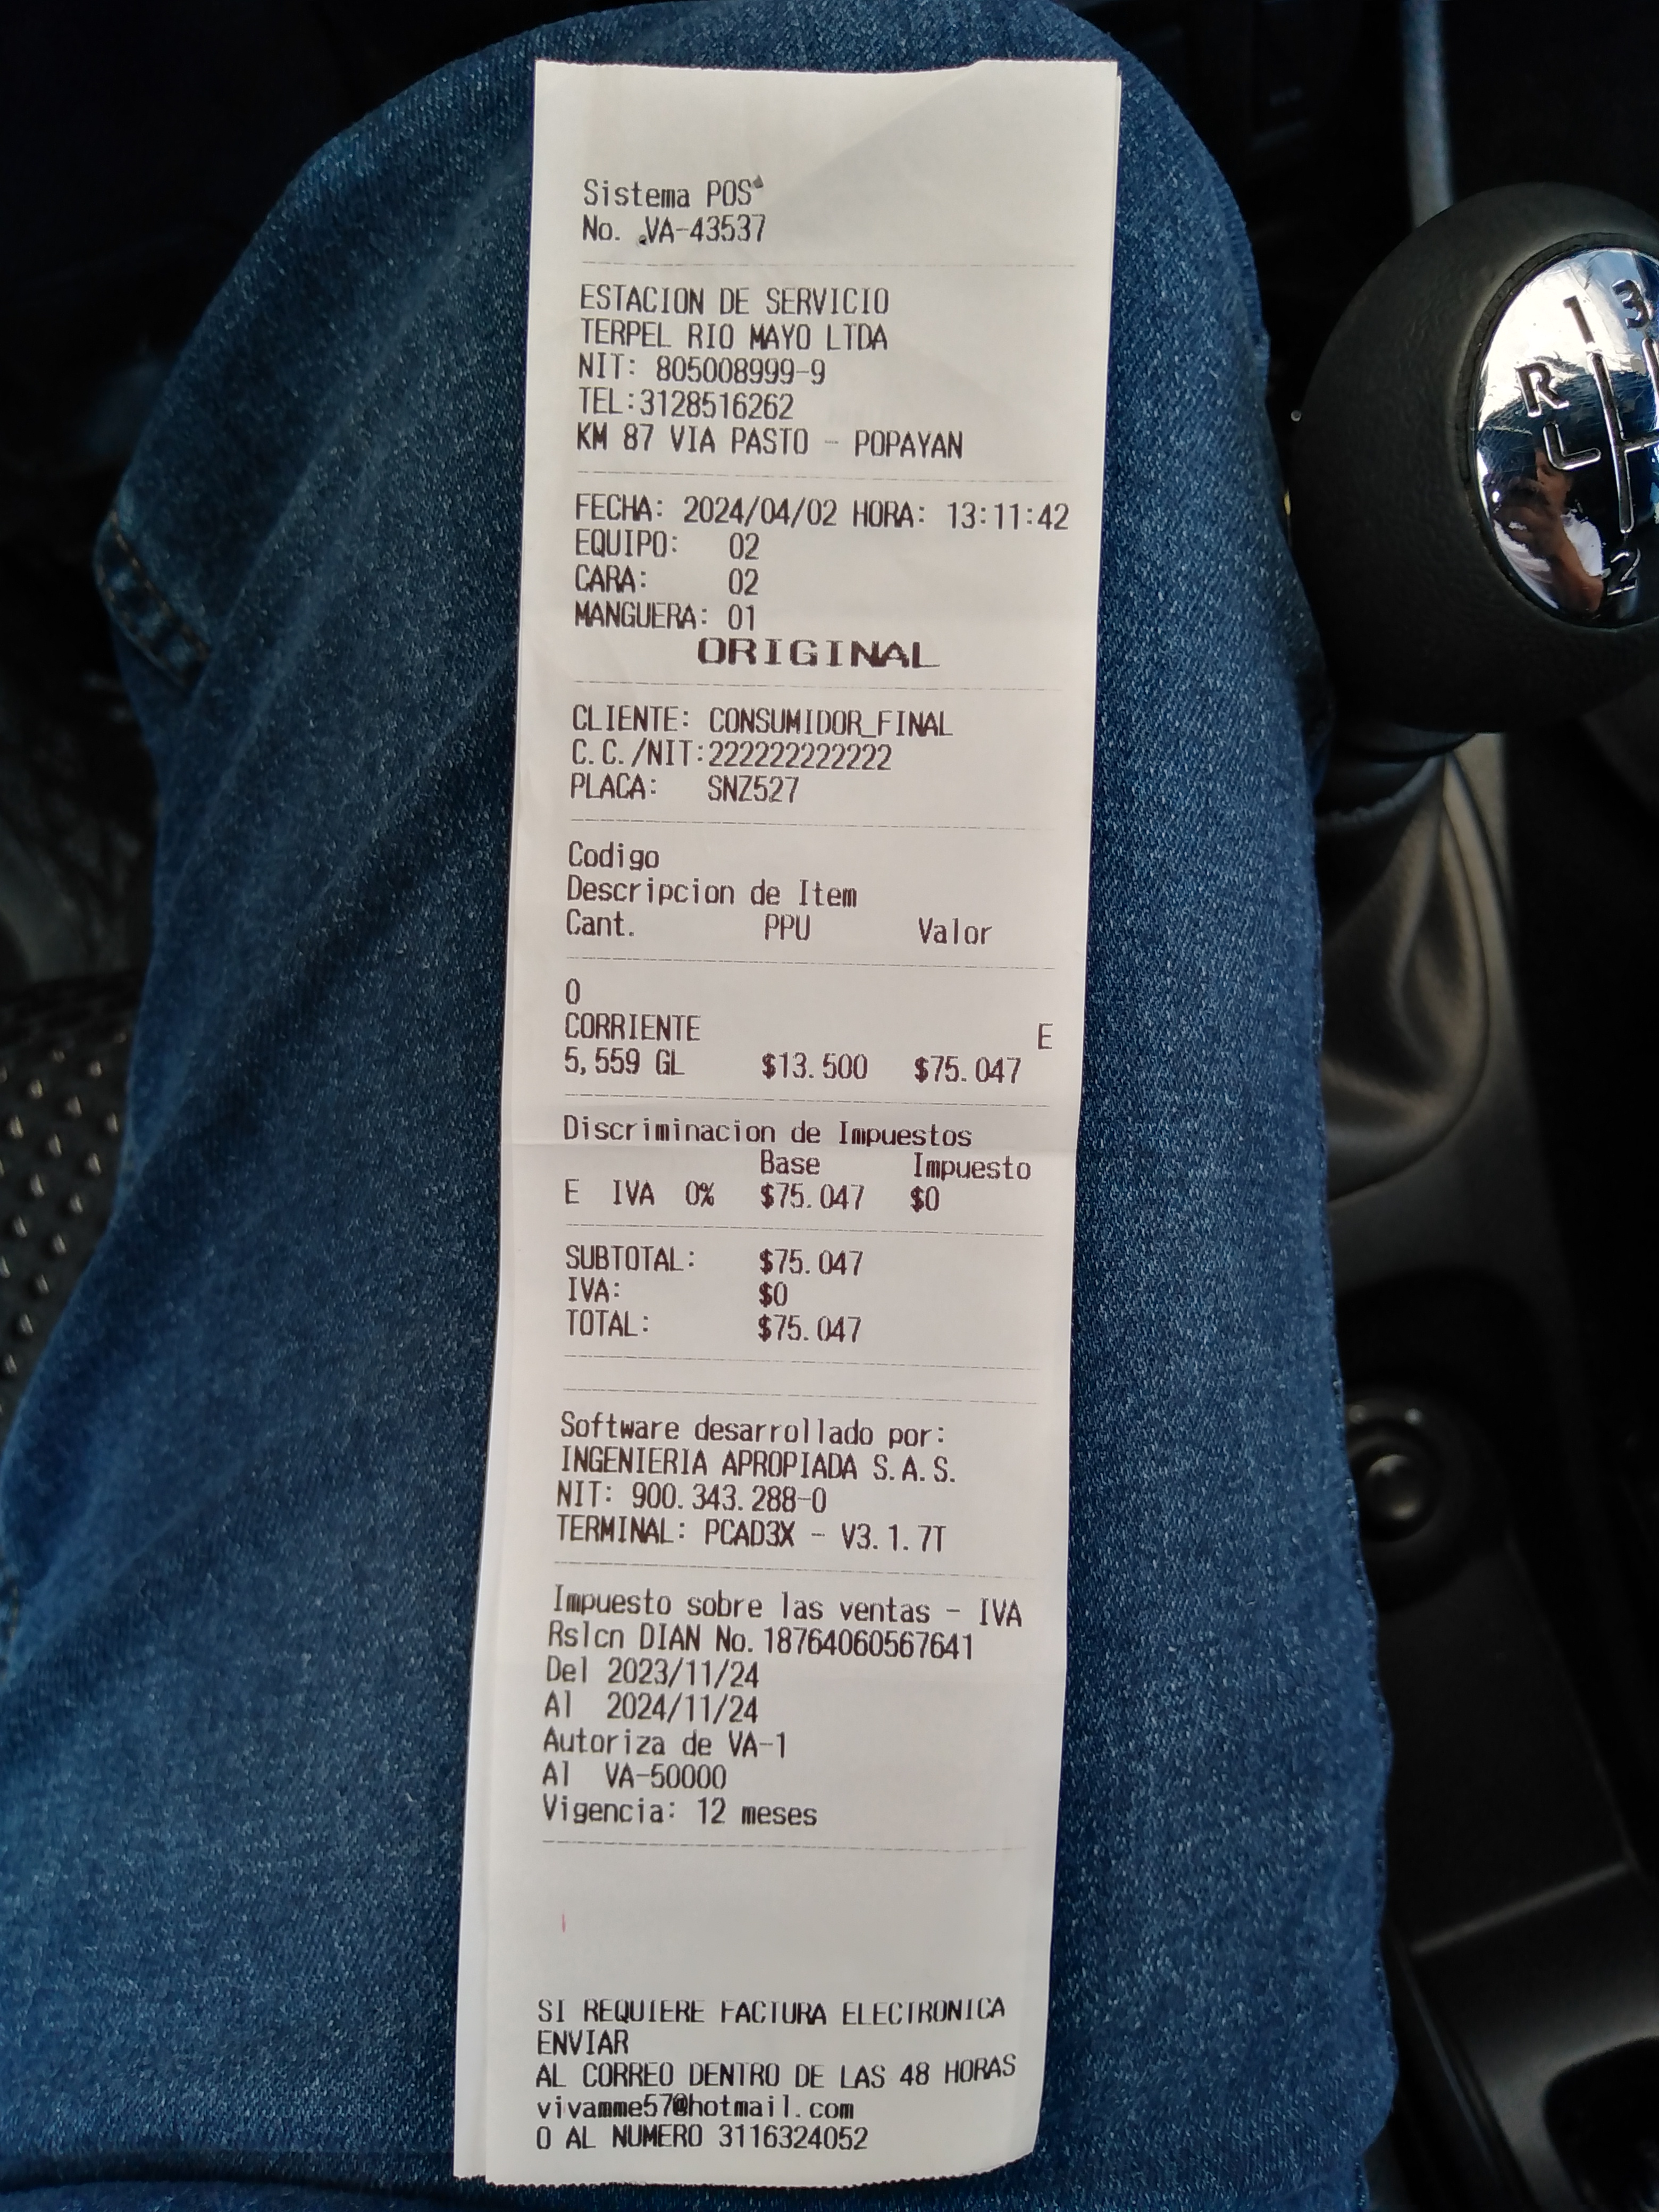 Sistema POS
No. VA-43537
ESTACION DE SERVICIO
TERPEL RIO MAYO LTDA
NIT: 805008999-9
TEL:3128516262
KM 87 VIA PASTO - POPAYAN
FECHA: 2024/04/02 HORA: 13:11:42
EQUIPO: 02
CARA: 02
MANGUERA: 01
ORIGINAL
CLIENTE: CONSUMIDOR_FINAL
C.C./NIT:222222222222
PLACA: SNZ527
Codigo
Descripcion de Item
Cant. PPU Valor
0
CORRIENTE E
5,559 GL $13.500 $75.047
Discriminacion de Impuestos
Base Impuesto
E IVA 0% $75.047 $0
SUBTOTAL: $75.047
IVA: $0
TOTAL: $75.047
Software desarrollado por:
INGENIERIA APROPIADA S.A.S.
NIT: 900.343.288-0
TERMINAL: PCAD3X - V3.1.7T
Impuesto sobre las ventas - IVA
Rslcn DIAN No.18764060567641
Del 2023/11/24
Al 2024/11/24
Autoriza de VA-1
Al VA-50000
Vigencia: 12 meses
SI REQUIERE FACTURA ELECTRONICA
ENVIAR
AL CORREO DENTRO DE LAS 48 HORAS
vivamme57@hotmail.com
O AL NUMERO 3116324052
1 3
R
2